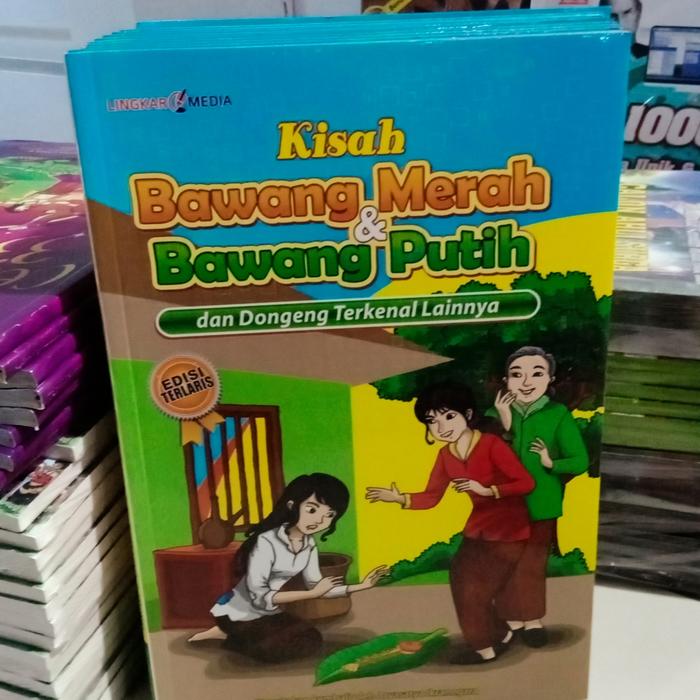 LINGKAR MEDIA
Kisah
Bawang Merah
&
Bawang Putih
dan Dongeng Terkenal Lainnya
EDISI
TERLARIS